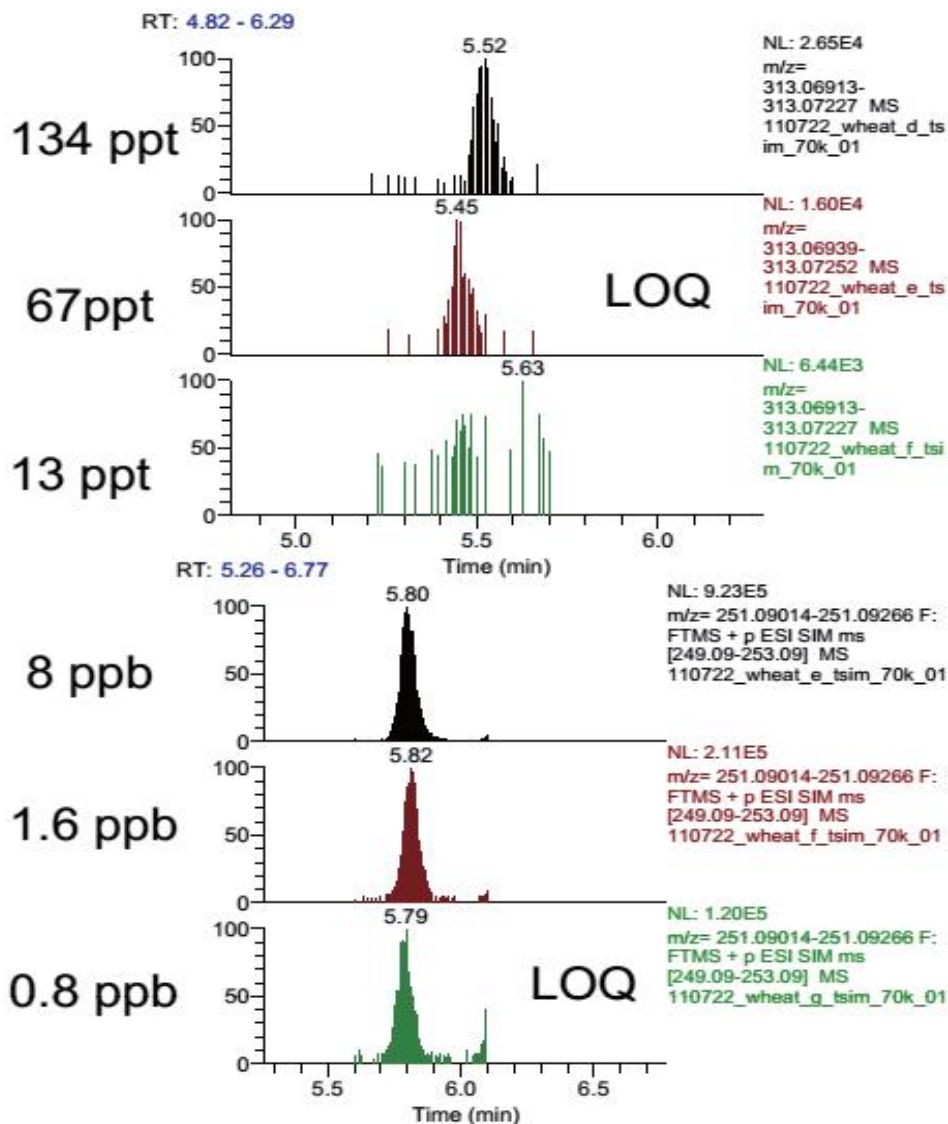 RT: 4.82 - 6.29
5.52
NL: 2.65E4
m/z=
313.06913-
313.07227 MS
110722_wheat_d_ts
im_70k_01
134 ppt
100
50
0
5.45
NL: 1.60E4
m/z=
313.06939-
313.07252 MS
110722_wheat_e_ts
im_70k_01
67ppt
LOQ
100
50
0
5.63
NL: 6.44E3
m/z=
313.06913-
313.07227 MS
110722_wheat_f_tsi
m_70k_01
13 ppt
100
50
0
5.0 5.5 6.0
Time (min)
RT: 5.26 - 6.77
5.80
NL: 9.23E5
m/z= 251.09014-251.09266 F:
FTMS + p ESI SIM ms
[249.09-253.09] MS
110722_wheat_e_tsim_70k_01
8 ppb
100
50
0
5.82
NL: 2.11E5
m/z= 251.09014-251.09266 F:
FTMS + p ESI SIM ms
[249.09-253.09] MS
110722_wheat_f_tsim_70k_01
1.6 ppb
100
50
0
5.79
NL: 1.20E5
m/z= 251.09014-251.09266 F:
FTMS + p ESI SIM ms
[249.09-253.09] MS
110722_wheat_g_tsim_70k_01
0.8 ppb
LOQ
100
50
0
5.5 6.0 6.5
Time (min)